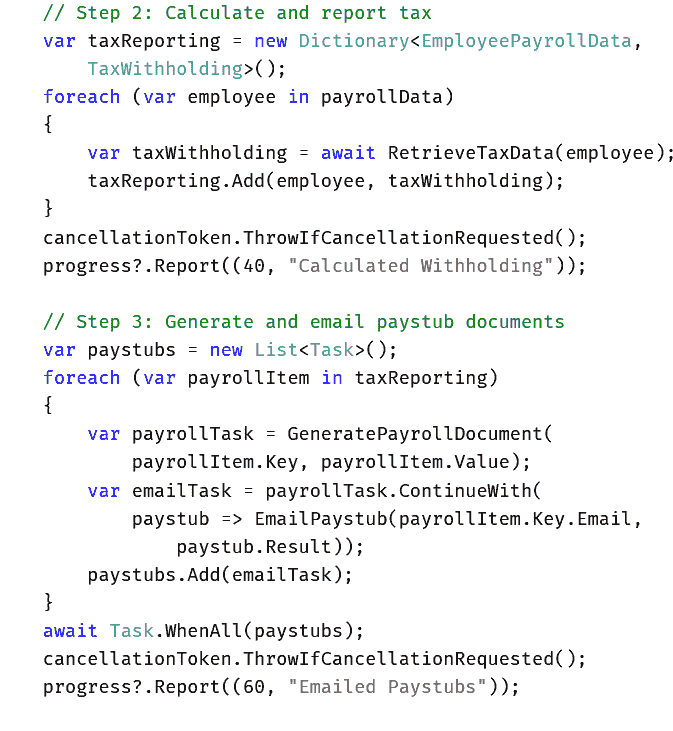 // Step 2: Calculate and report tax
var taxReporting = new Dictionary<EmployeePayrollData,
    TaxWithholding>();
foreach (var employee in payrollData)
{
    var taxWithholding = await RetrieveTaxData(employee);
    taxReporting.Add(employee, taxWithholding);
}
cancellationToken.ThrowIfCancellationRequested();
progress?.Report((40, "Calculated Withholding"));

// Step 3: Generate and email paystub documents
var paystubs = new List<Task>();
foreach (var payrollItem in taxReporting)
{
    var payrollTask = GeneratePayrollDocument(
        payrollItem.Key, payrollItem.Value);
    var emailTask = payrollTask.ContinueWith(
        paystub => EmailPaystub(payrollItem.Key.Email,
            paystub.Result));
    paystubs.Add(emailTask);
}
await Task.WhenAll(paystubs);
cancellationToken.ThrowIfCancellationRequested();
progress?.Report((60, "Emailed Paystubs"));